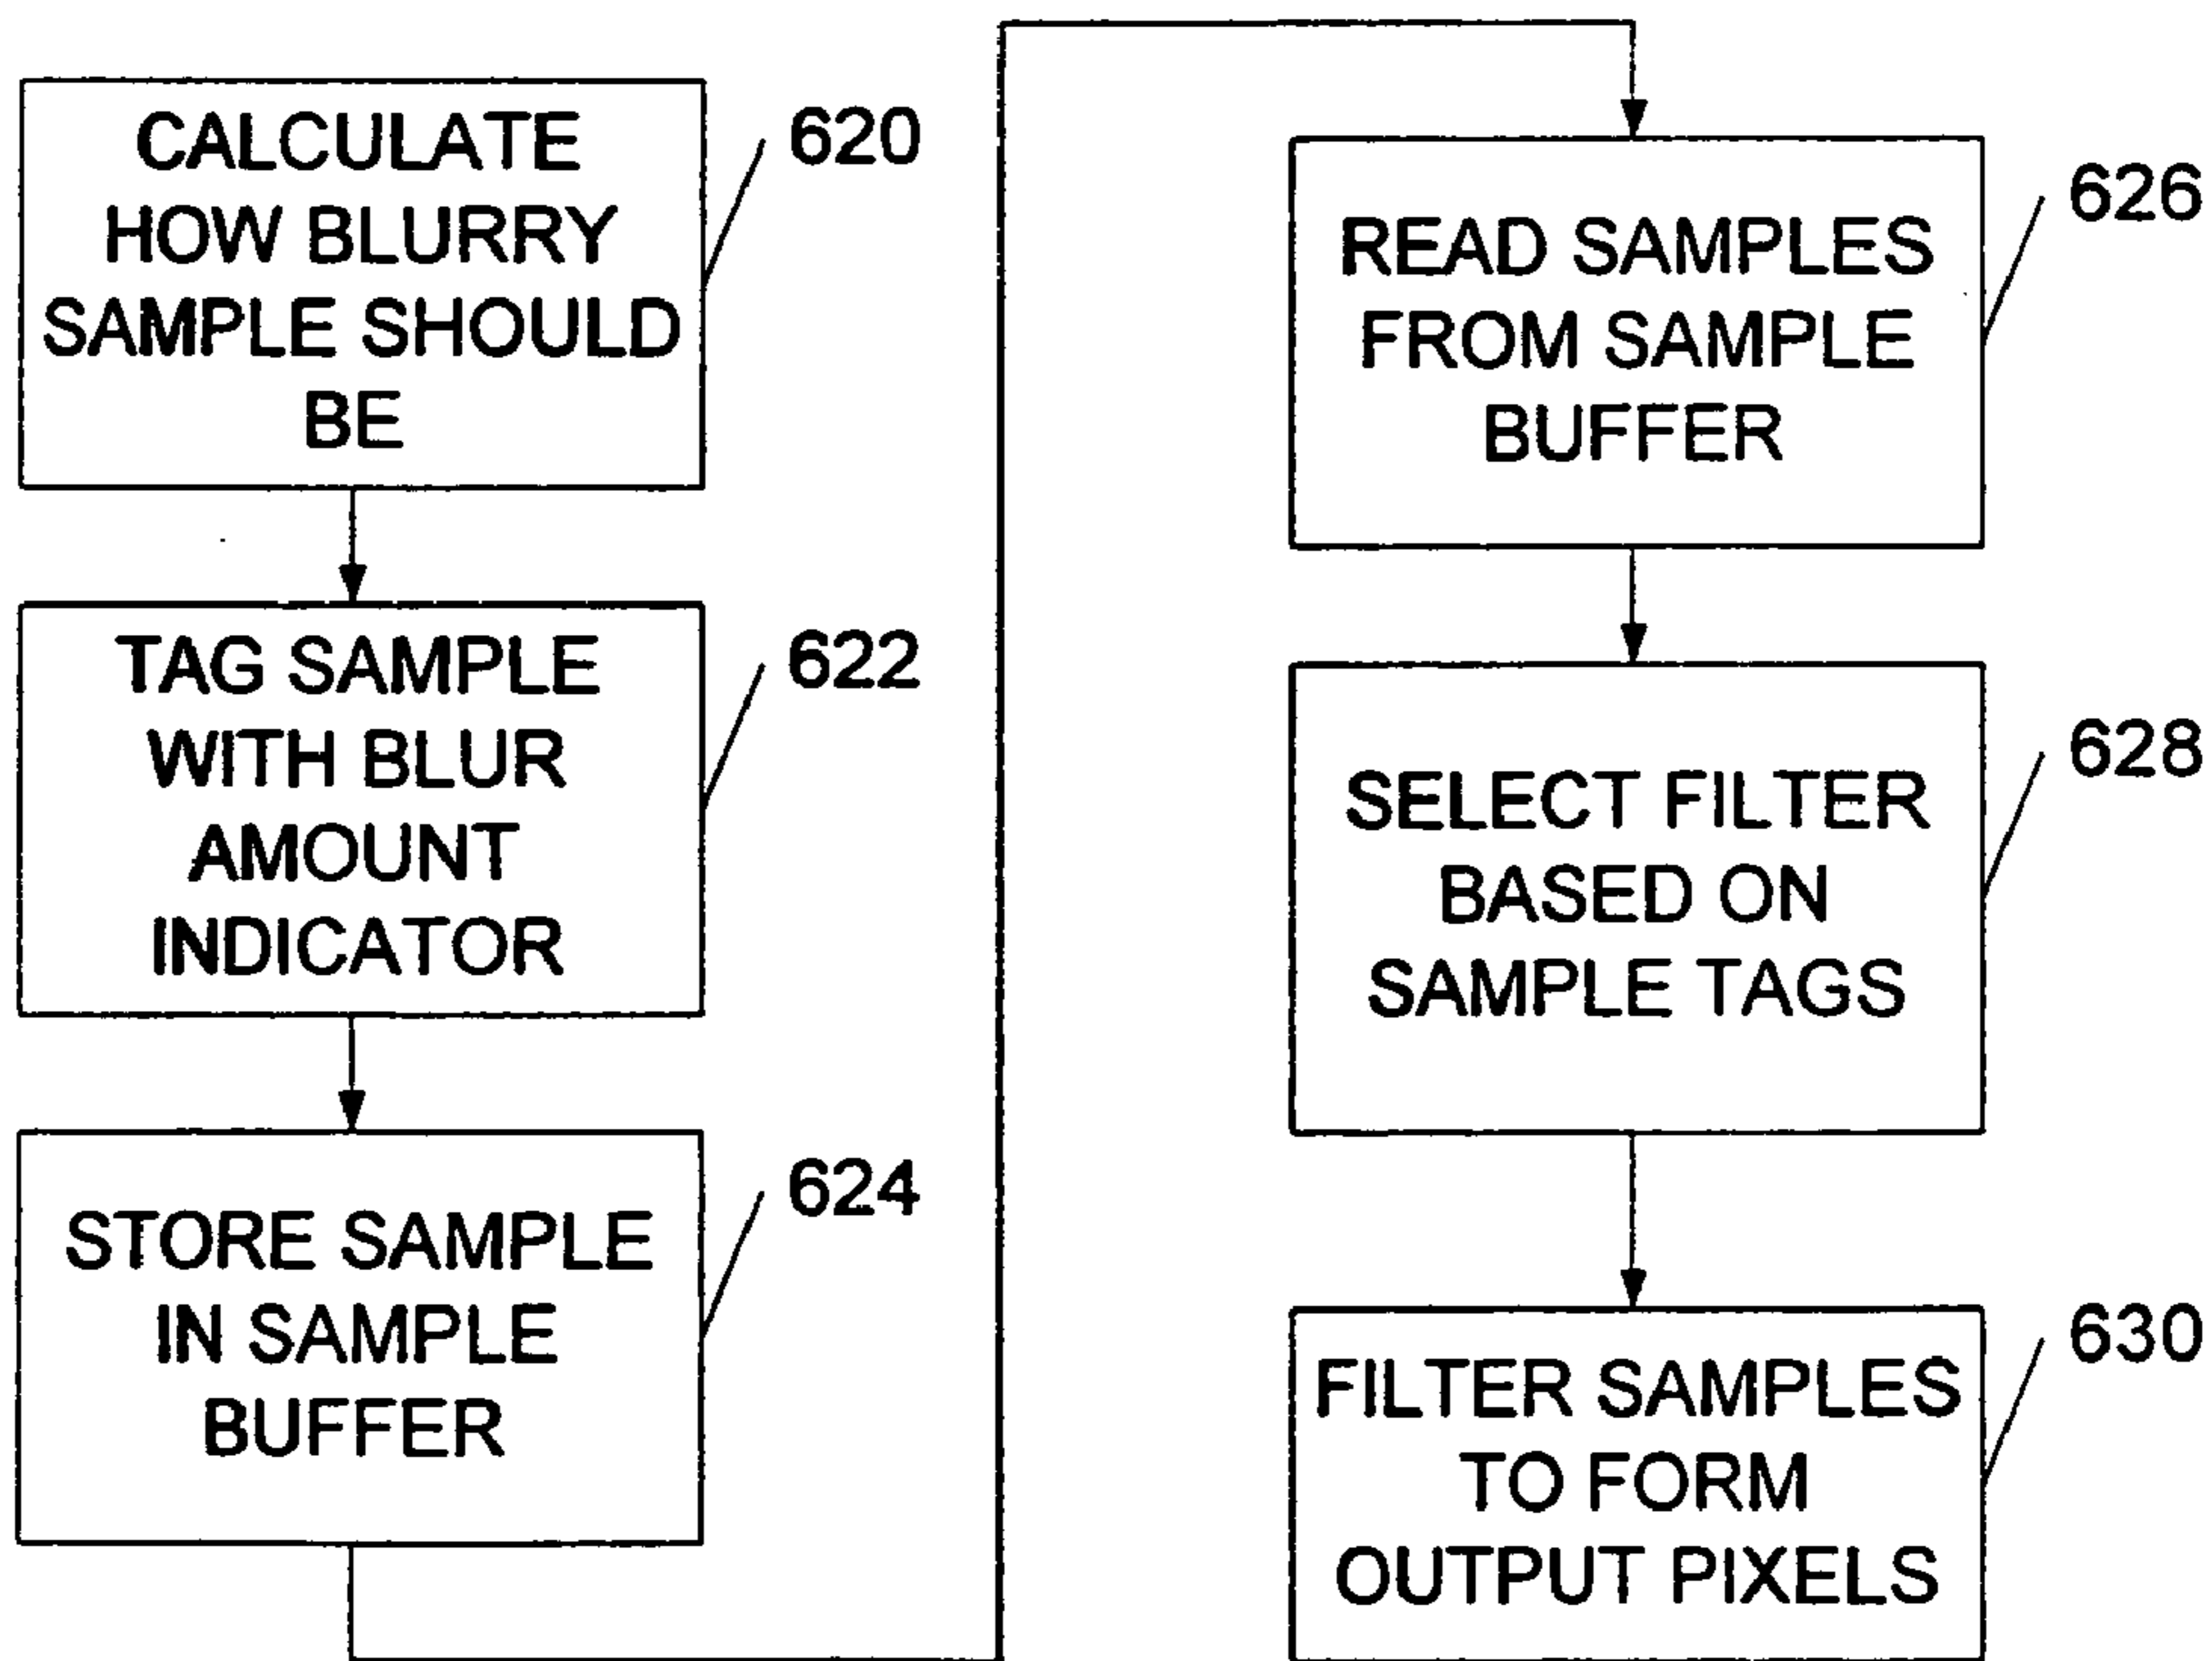 CALCULATE
HOW BLURRY
SAMPLE SHOULD
BE
620
TAG SAMPLE
WITH BLUR
AMOUNT
INDICATOR
622
STORE SAMPLE
IN SAMPLE
BUFFER
624
READ SAMPLES
FROM SAMPLE
BUFFER
626
SELECT FILTER
BASED ON
SAMPLE TAGS
628
FILTER SAMPLES
TO FORM
OUTPUT PIXELS
630